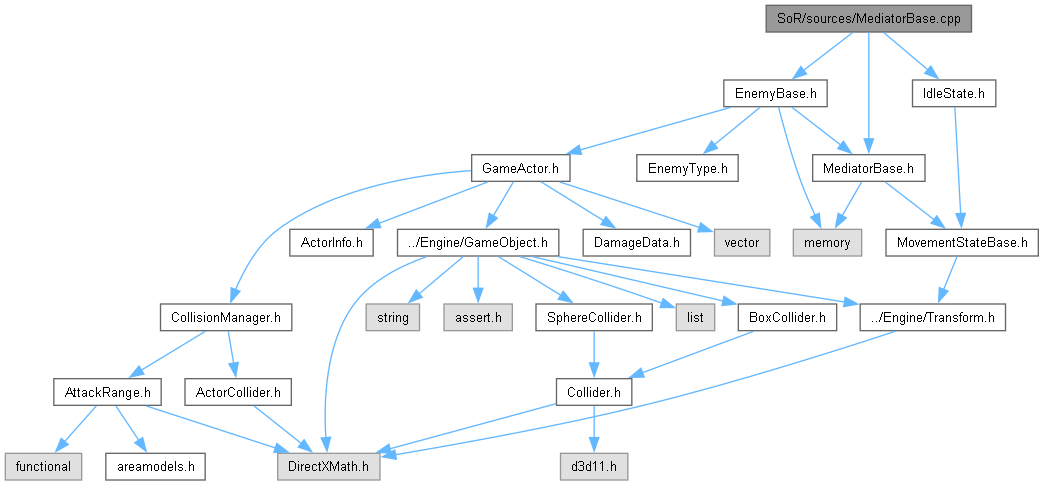 SoR/sources/MediatorBase.cpp
EnemyBase.h
IdleState.h
GameActor.h
EnemyType.h
MediatorBase.h
ActorInfo.h
../Engine/GameObject.h
DamageData.h
vector
memory
MovementStateBase.h
CollisionManager.h
string
assert.h
SphereCollider.h
list
BoxCollider.h
../Engine/Transform.h
AttackRange.h
ActorCollider.h
Collider.h
functional
areamodels.h
DirectXMath.h
d3d11.h